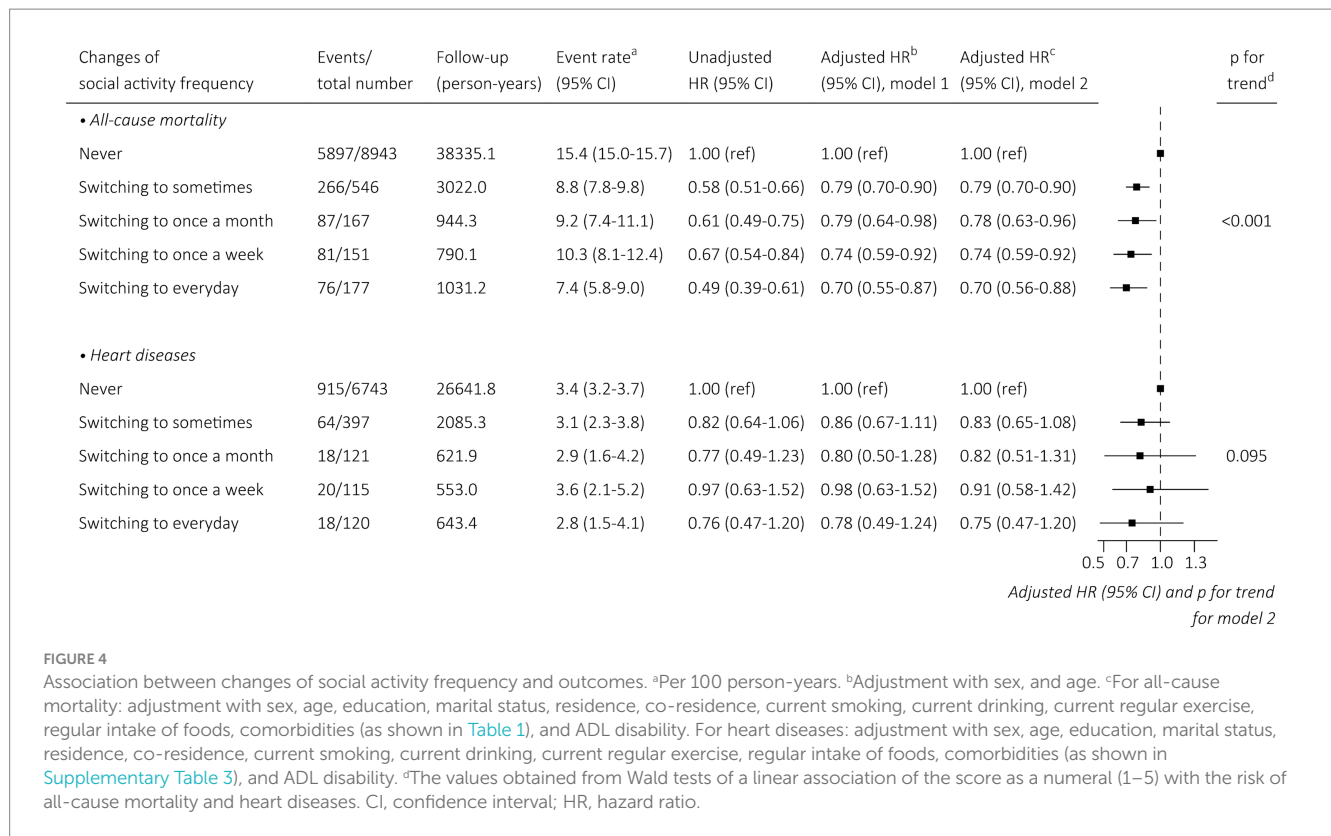 Changes of Events/ Follow-up Event rateᵃ Unadjusted Adjusted HRᵇ Adjusted HRᶜ p for
social activity frequency total number (person-years) (95% CI) HR (95% CI) (95% CI), model 1 (95% CI), model 2 trendᵈ
• All-cause mortality
Never 5897/8943 38335.1 15.4 (15.0-15.7) 1.00 (ref) 1.00 (ref) 1.00 (ref)
Switching to sometimes 266/546 3022.0 8.8 (7.8-9.8) 0.58 (0.51-0.66) 0.79 (0.70-0.90) 0.79 (0.70-0.90)
Switching to once a month 87/167 944.3 9.2 (7.4-11.1) 0.61 (0.49-0.75) 0.79 (0.64-0.98) 0.78 (0.63-0.96) <0.001
Switching to once a week 81/151 790.1 10.3 (8.1-12.4) 0.67 (0.54-0.84) 0.74 (0.59-0.92) 0.74 (0.59-0.92)
Switching to everyday 76/177 1031.2 7.4 (5.8-9.0) 0.49 (0.39-0.61) 0.70 (0.55-0.87) 0.70 (0.56-0.88)
• Heart diseases
Never 915/6743 26641.8 3.4 (3.2-3.7) 1.00 (ref) 1.00 (ref) 1.00 (ref)
Switching to sometimes 64/397 2085.3 3.1 (2.3-3.8) 0.82 (0.64-1.06) 0.86 (0.67-1.11) 0.83 (0.65-1.08)
Switching to once a month 18/121 621.9 2.9 (1.6-4.2) 0.77 (0.49-1.23) 0.80 (0.50-1.28) 0.82 (0.51-1.31) 0.095
Switching to once a week 20/115 553.0 3.6 (2.1-5.2) 0.97 (0.63-1.52) 0.98 (0.63-1.52) 0.91 (0.58-1.42)
Switching to everyday 18/120 643.4 2.8 (1.5-4.1) 0.76 (0.47-1.20) 0.78 (0.49-1.24) 0.75 (0.47-1.20)
0.5 0.7 1.0 1.3
Adjusted HR (95% CI) and p for trend
for model 2
FIGURE 4
Association between changes of social activity frequency and outcomes. ᵃPer 100 person-years. ᵇAdjustment with sex, and age. ᶜFor all-cause
mortality: adjustment with sex, age, education, marital status, residence, co-residence, current smoking, current drinking, current regular exercise,
regular intake of foods, comorbidities (as shown in Table 1), and ADL disability. For heart diseases: adjustment with sex, age, education, marital status,
residence, co-residence, current smoking, current drinking, current regular exercise, regular intake of foods, comorbidities (as shown in
Supplementary Table 3), and ADL disability. ᵈThe values obtained from Wald tests of a linear association of the score as a numeral (1–5) with the risk of
all-cause mortality and heart diseases. CI, confidence interval; HR, hazard ratio.